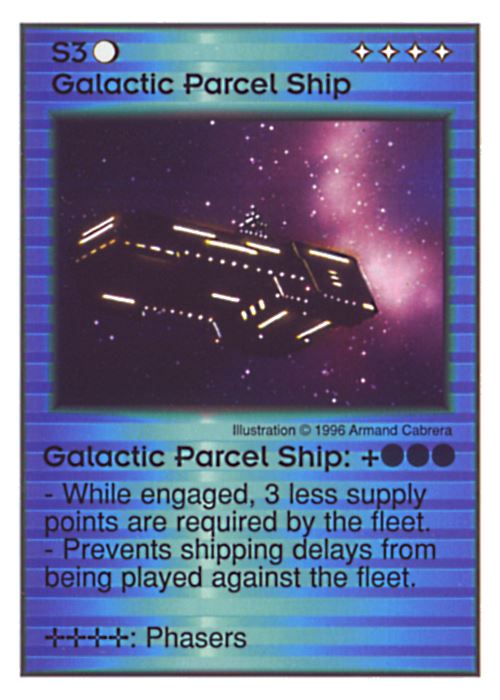 S3
Galactic Parcel Ship
Illustration © 1996 Armand Cabrera
Galactic Parcel Ship: +●●●
- While engaged, 3 less supply
points are required by the fleet.
- Prevents shipping delays from
being played against the fleet.
✛✛✛✛: Phasers